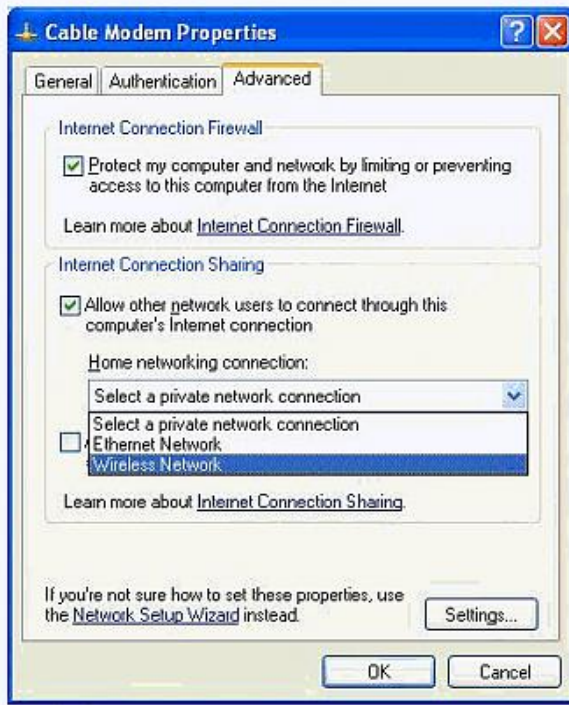 Cable Modem Properties
General Authentication Advanced
Internet Connection Firewall
Protect my computer and network by limiting or preventing
access to this computer from the Internet
Learn more about Internet Connection Firewall.
Internet Connection Sharing
Allow other network users to connect through this
computer's Internet connection
Home networking connection:
Select a private network connection
Select a private network connection
Ethernet Network
Wireless Network
Learn more about Internet Connection Sharing.
If you're not sure how to set these properties, use
the Network Setup Wizard instead.
Settings...
OK Cancel